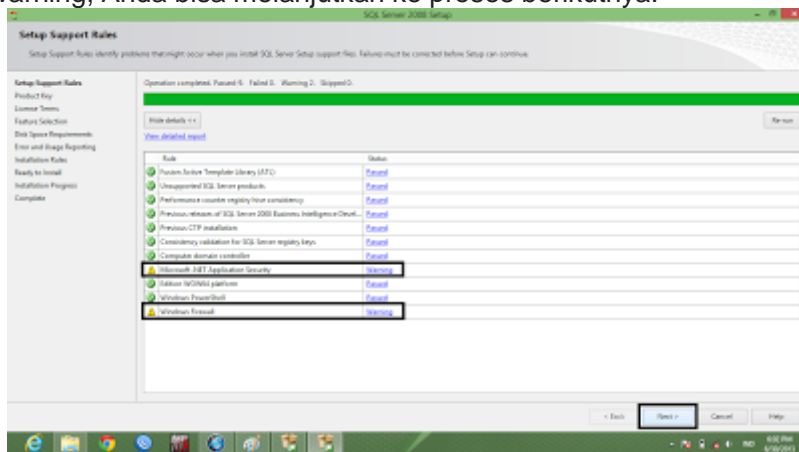 warning, Anda bisa melanjutkan ke proses berikutnya.
SQL Server 2008 Setup
Setup Support Rules
Setup Support Rules identify problems that might occur when you install SQL Server Setup support files. Failures must be corrected before Setup can continue.
Setup Support Rules
Product Key
License Terms
Feature Selection
Disk Space Requirements
Error and Usage Reporting
Installation Rules
Ready to Install
Installation Progress
Complete
Operation completed. Passed: 9. Failed 0. Warning 2. Skipped 0.
Hide details <<
Re-run
View detailed report
Rule Status
Fusion Active Template Library (ATL) Passed
Unsupported SQL Server products Passed
Performance counter registry hive consistency Passed
Previous releases of SQL Server 2008 Business Intelligence Devel... Passed
Previous CTP installation Passed
Consistency validation for SQL Server registry keys Passed
Computer domain controller Passed
Microsoft .NET Application Security Warning
Edition WOW64 platform Passed
Windows PowerShell Passed
Windows Firewall Warning
< Back Next > Cancel Help
IND